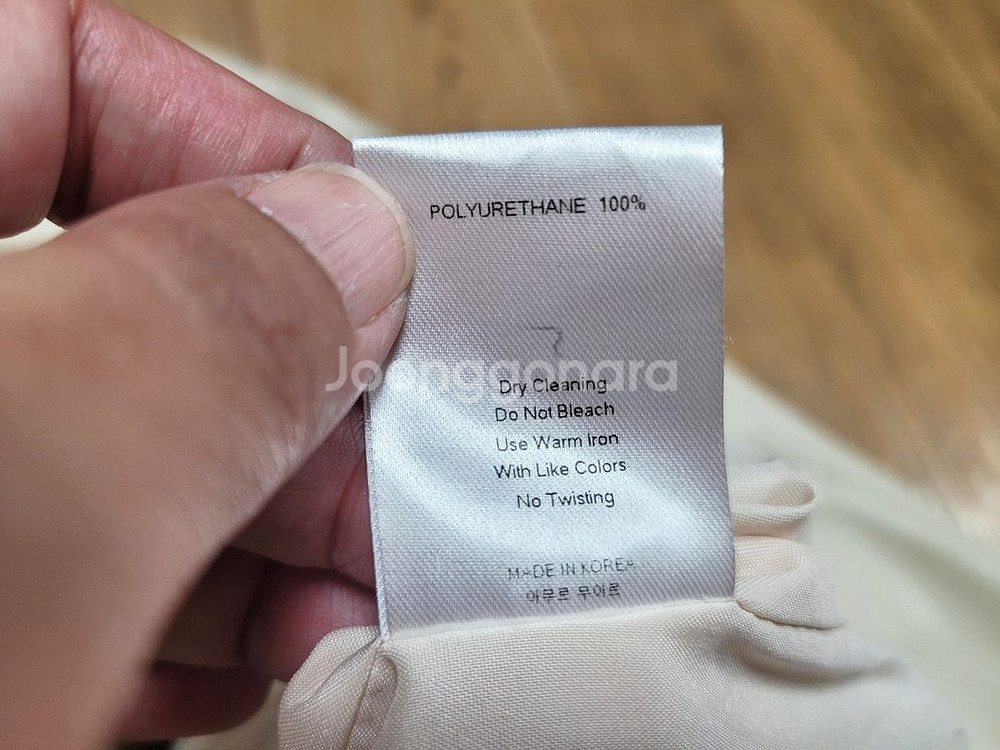 POLYURETHANE 100%
Joonggonara
Dry Cleaning
Do Not Bleach
Use Warm Iron
With Like Colors
No Twisting
MADE IN KOREA
아무르 무아르